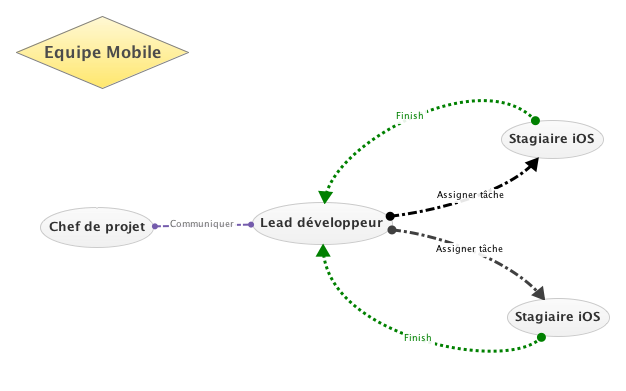 Equipe Mobile
Finish
Stagiaire iOS
Assigner tâche
Chef de projet
Communiquer
Lead développeur
Assigner tâche
Stagiaire iOS
Finish